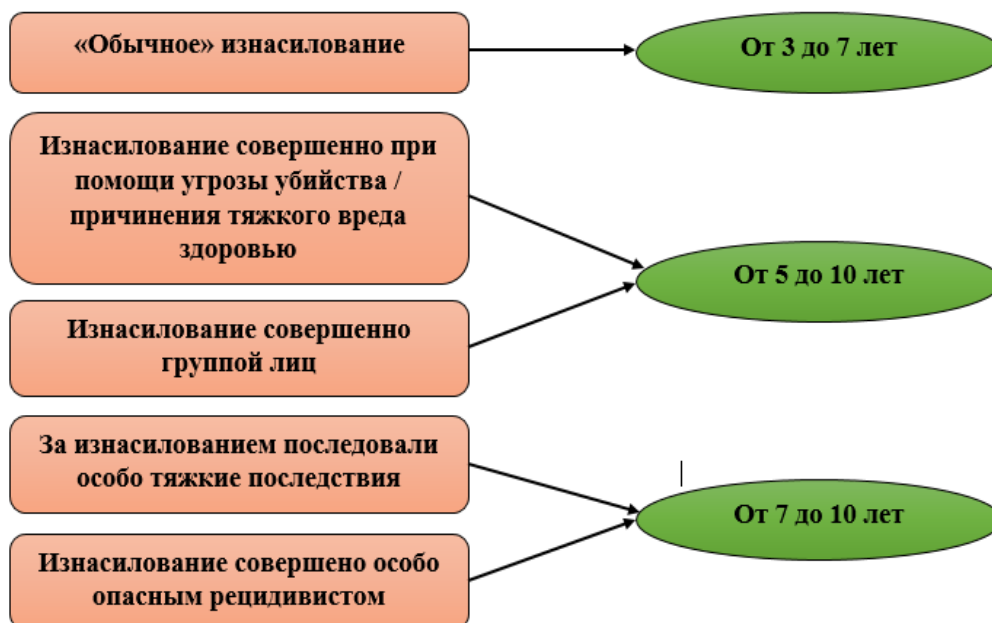 «Обычное» изнасилование
От 3 до 7 лет
Изнасилование совершенно при
помощи угрозы убийства /
причинения тяжкого вреда
здоровью
Изнасилование совершенно
группой лиц
От 5 до 10 лет
За изнасилованием последовали
особо тяжкие последствия
Изнасилование совершено особо
опасным рецидивистом
От 7 до 10 лет